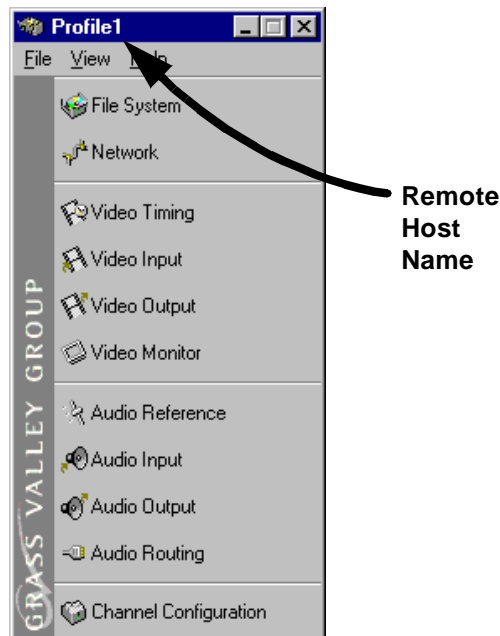 Profile1
File View Help
File System
Network
Video Timing
Video Input
Video Output
Video Monitor
Audio Reference
Audio Input
Audio Output
Audio Routing
Channel Configuration
GRASS VALLEY GROUP
Remote
Host
Name